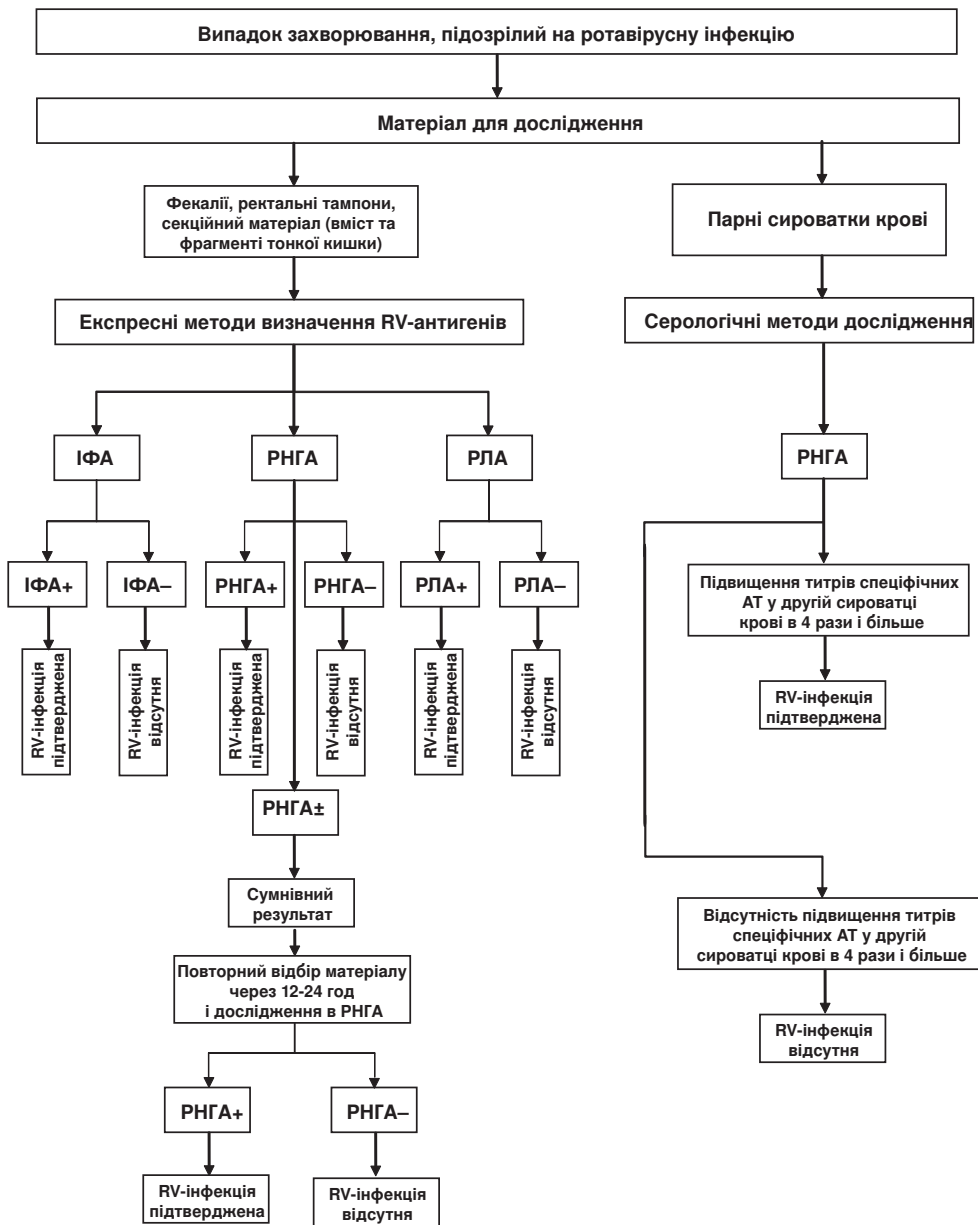 Випадок захворювання, підозрілий на ротавірусну інфекцію
Матеріал для дослідження
Фекалії, ректальні тампони,
секційний матеріал (вміст та
фрагменті тонкої кишки)
Парні сироватки крові
Експресні методи визначення RV-антигенів
Серологічні методи дослідження
ІФА
РНГА
РЛА
РНГА
ІФА+
ІФА–
РНГА+
РНГА–
РЛА+
РЛА–
Підвищення титрів спеціфічних
АТ у другій сироватці
крові в 4 рази і більше
RV-інфекція
підтверджена
RV-інфекція
відсутня
RV-інфекція
підтверджена
RV-інфекція
відсутня
RV-інфекція
підтверджена
RV-інфекція
відсутня
RV-інфекція
підтверджена
РНГА±
Сумнівний
результат
Відсутність підвищення титрів
спеціфічних АТ у другій
сироватці крові в 4 рази і більше
Повторний відбір матеріалу
через 12-24 год
і дослідження в РНГА
RV-інфекція
відсутня
РНГА+
РНГА–
RV-інфекція
підтверджена
RV-інфекція
відсутня